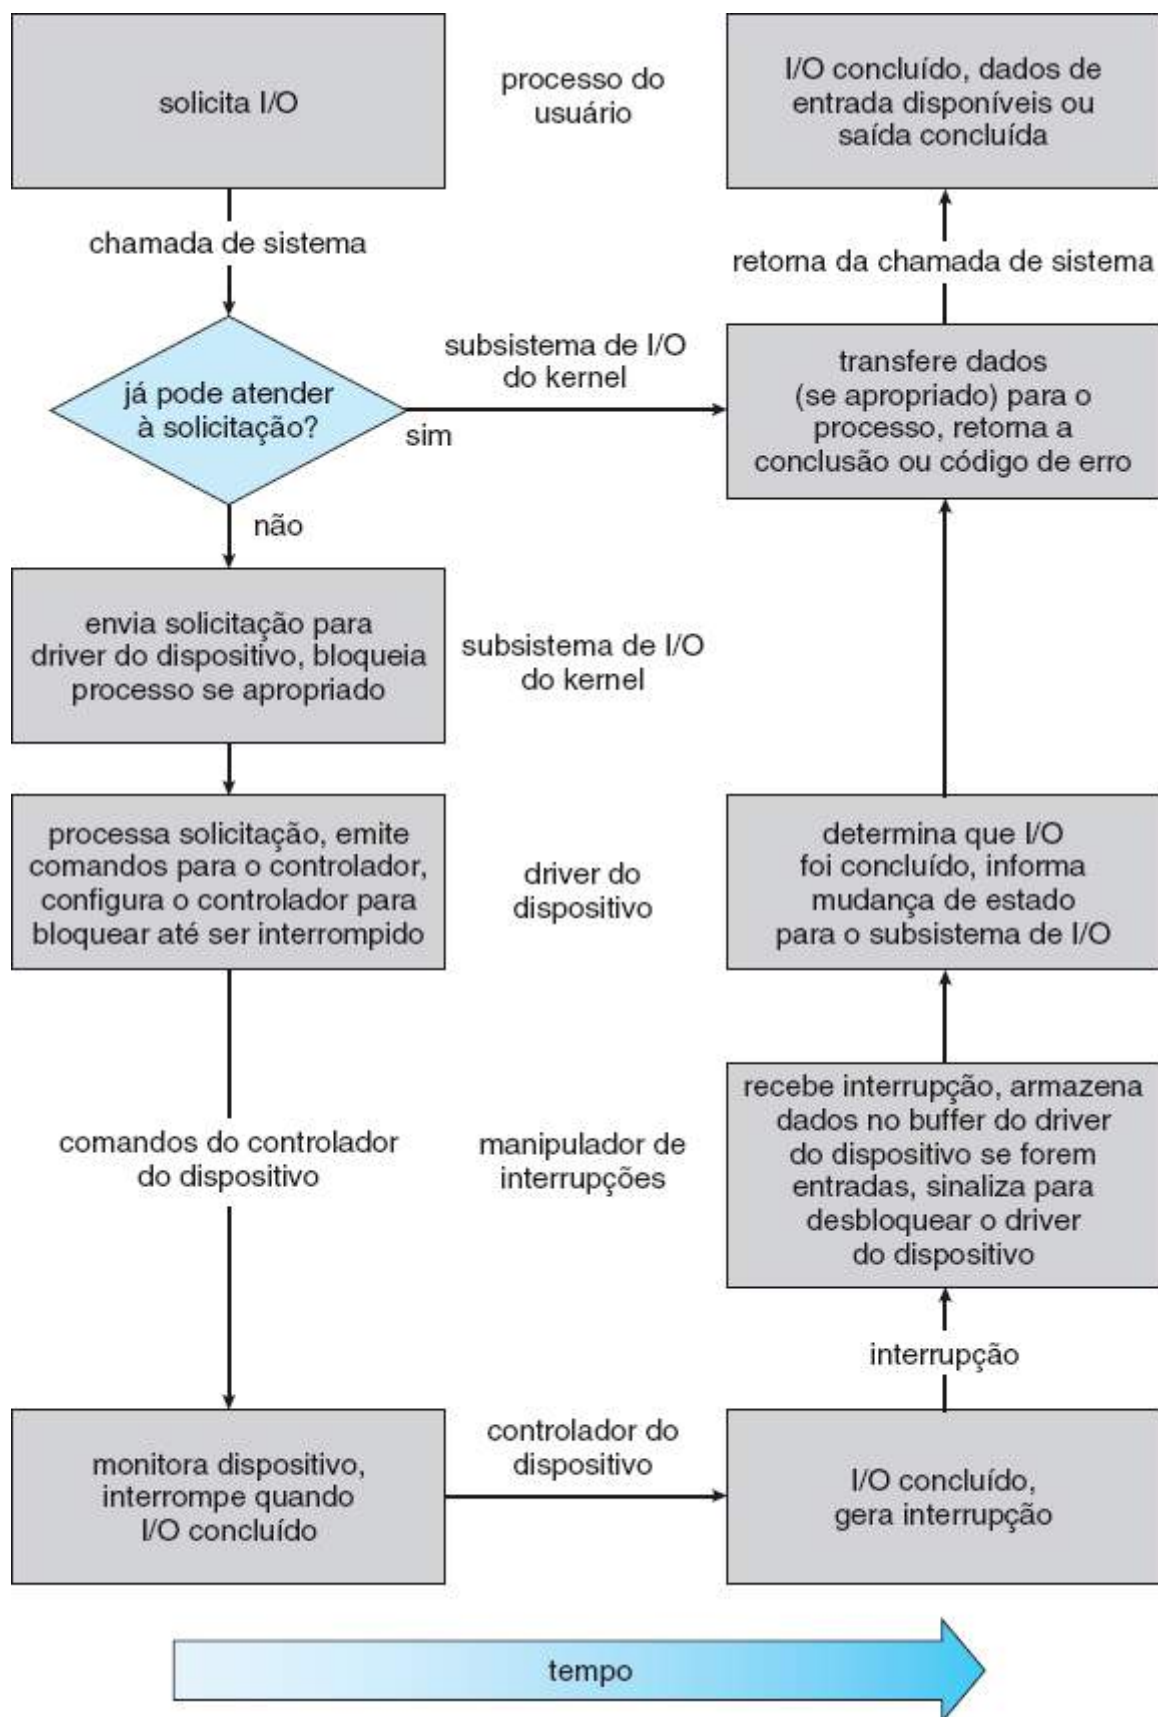 solicita I/O
processo do
usuário
I/O concluído, dados de
entrada disponíveis ou
saída concluída
chamada de sistema
retorna da chamada de sistema
já pode atender
à solicitação?
sim
não
subsistema de I/O
do kernel
transfere dados
(se apropriado) para o
processo, retorna a
conclusão ou código de erro
envia solicitação para
driver do dispositivo, bloqueia
processo se apropriado
subsistema de I/O
do kernel
processa solicitação, emite
comandos para o controlador,
configura o controlador para
bloquear até ser interrompido
driver do
dispositivo
determina que I/O
foi concluído, informa
mudança de estado
para o subsistema de I/O
comandos do controlador
do dispositivo
manipulador de
interrupções
recebe interrupção, armazena
dados no buffer do driver
do dispositivo se forem
entradas, sinaliza para
desbloquear o driver
do dispositivo
interrupção
monitora dispositivo,
interrompe quando
I/O concluído
controlador do
dispositivo
I/O concluído,
gera interrupção
tempo